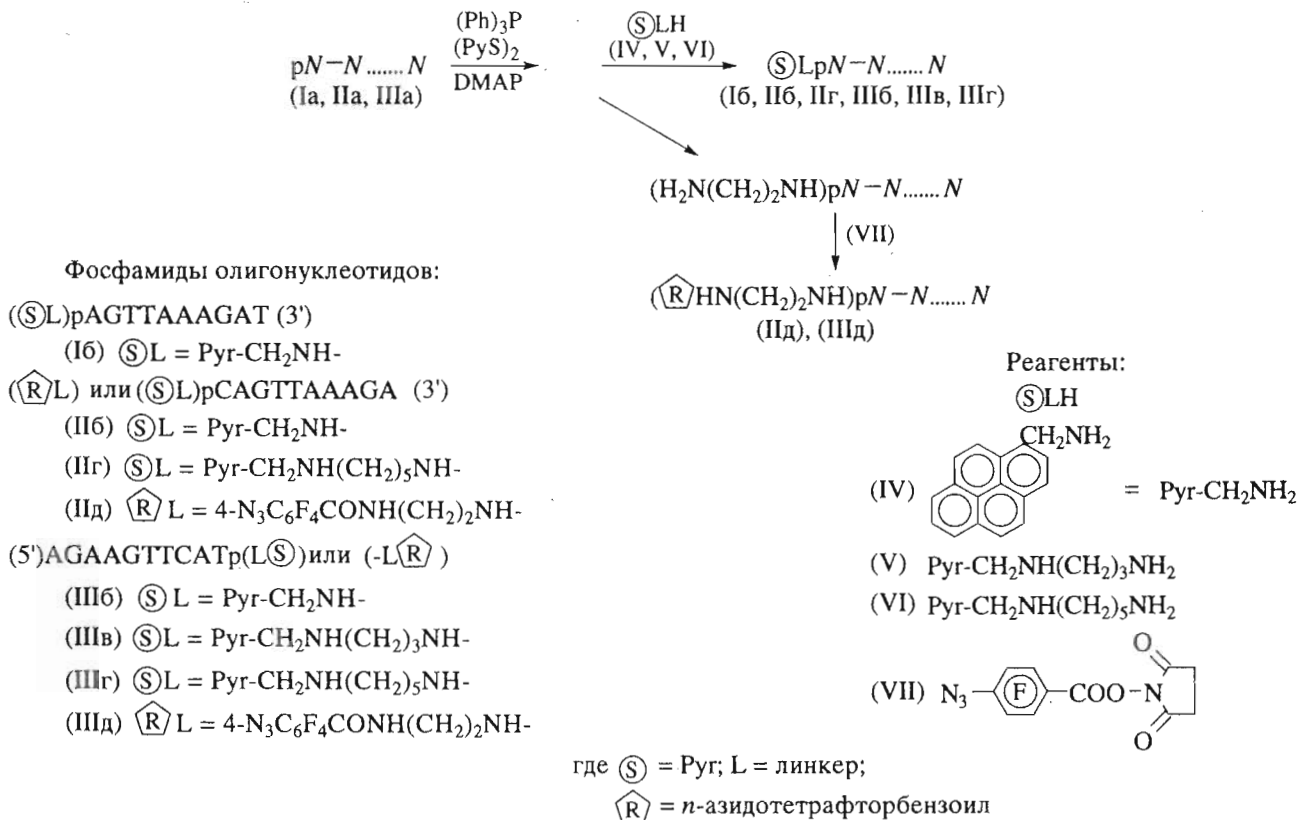 (Ph)₃P
(PyS)₂
DMAP
ⓈLH
(IV, V, VI)
pN−N.......N
(Iа, IIа, IIIа)
ⓈLpN−N.......N
(Iб, IIб, IIг, IIIб, IIIв, IIIг)
(H₂N(CH₂)₂NH)pN−N.......N
(VII)
(RHN(CH₂)₂NH)pN−N.......N
(IIд), (IIIд)
Фосфамиды олигонуклеотидов:
((ⓈL)pAGTTAAAGAT (3')
(Iб) ⓈL = Pyr-CH₂NH-
(RL) или ((ⓈL)pCAGTTAAAGA (3')
(IIб) ⓈL = Pyr-CH₂NH-
(IIг) ⓈL = Pyr-CH₂NH(CH₂)₅NH-
(IIд) R L = 4-N₃C₆F₄CONH(CH₂)₂NH-
(5')AGAAGTTCATp(LⓈ)или (-LR )
(IIIб) Ⓢ L = Pyr-CH₂NH-
(IIIв) ⓈL = Pyr-CH₂NH(CH₂)₃NH-
(IIIг) ⓈL = Pyr-CH₂NH(CH₂)₅NH-
(IIIд) R L = 4-N₃C₆F₄CONH(CH₂)₂NH-
Реагенты:
ⓈLH
CH₂NH₂
(IV) = Pyr-CH₂NH₂
(V) Pyr-CH₂NH(CH₂)₃NH₂
(VI) Pyr-CH₂NH(CH₂)₅NH₂
(VII) N₃ F COO N O O
где Ⓢ = Pyr; L = линкер;
R = n-азидотетрафторбензоил